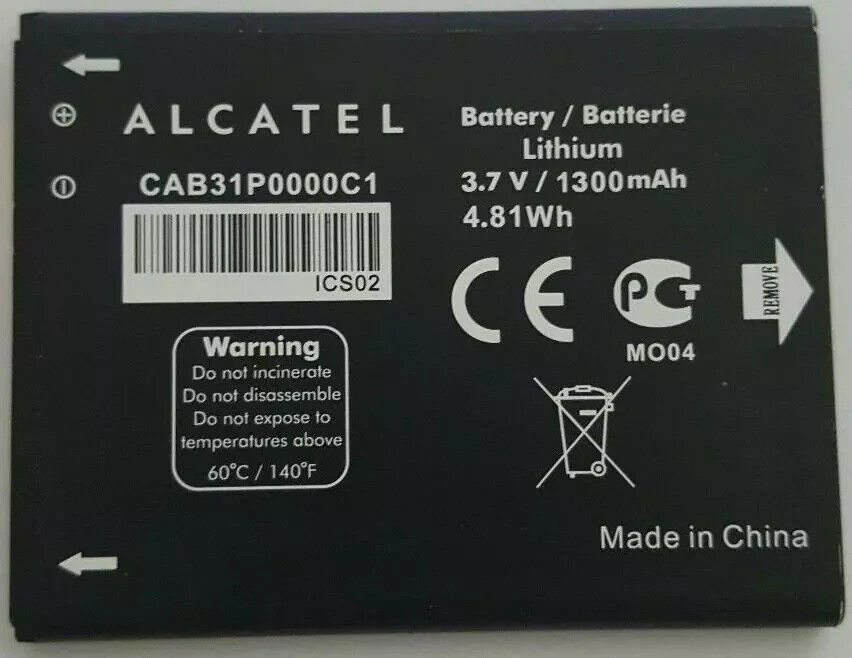 ALCATEL
CAB31P0000C1
ICS02
Battery / Batterie
Lithium
3.7 V / 1300mAh
4.81Wh
CE
PCT
MO04
REMOVE
Warning
Do not incinerate
Do not disassemble
Do not expose to
temperatures above
60°C / 140°F
Made in China